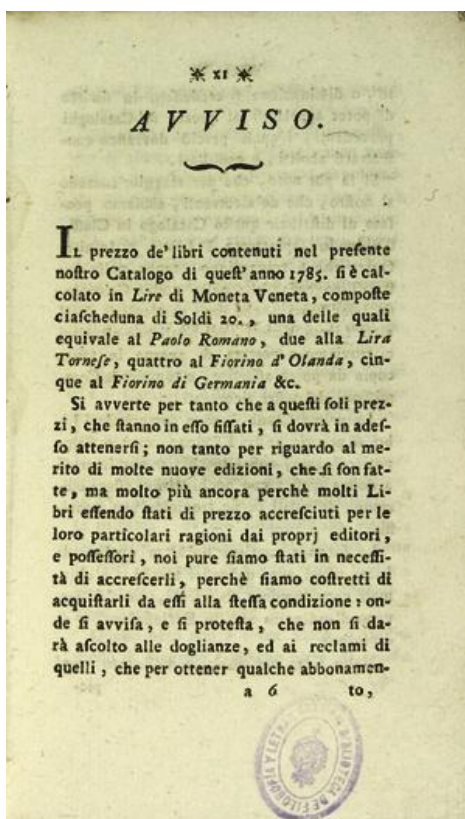 ※ XI ※
AVVISO.
IL prezzo de' libri contenuti nel preſente
noſtro Catalogo di queſt' anno 1785. ſi è cal-
colato in Lire di Moneta Veneta, compoſte
ciaſcheduna di Soldi 20., una delle quali
equivale al Paolo Romano, due alla Lira
Torneſe, quattro al Fiorino d' Olanda, cin-
que al Fiorino di Germania &c.
Si avverte per tanto che a queſti ſoli prez-
zi, che ſtanno in eſſo fiſſati, ſi dovrà in adeſ-
ſo attenerſi; non tanto per riguardo al me-
rito di molte nuove edizioni, che ſi ſon fat-
te, ma molto più ancora perchè molti Li-
bri eſſendo ſtati di prezzo accreſciuti per le
loro particolari ragioni dai proprj editori,
e poſſeſſori, noi pure ſiamo ſtati in neceſſi-
tà di accreſcerli, perchè ſiamo coſtretti di
acquiſtarli da eſſi alla ſteſſa condizione: on-
de ſi avviſa, e ſi proteſta, che non ſi da-
rà aſcolto alle doglianze, ed ai reclami di
quelli, che per ottener qualche abbonamen-
a 6 to,
BIBLIOTECA DE FILOSOFIA Y LETRAS